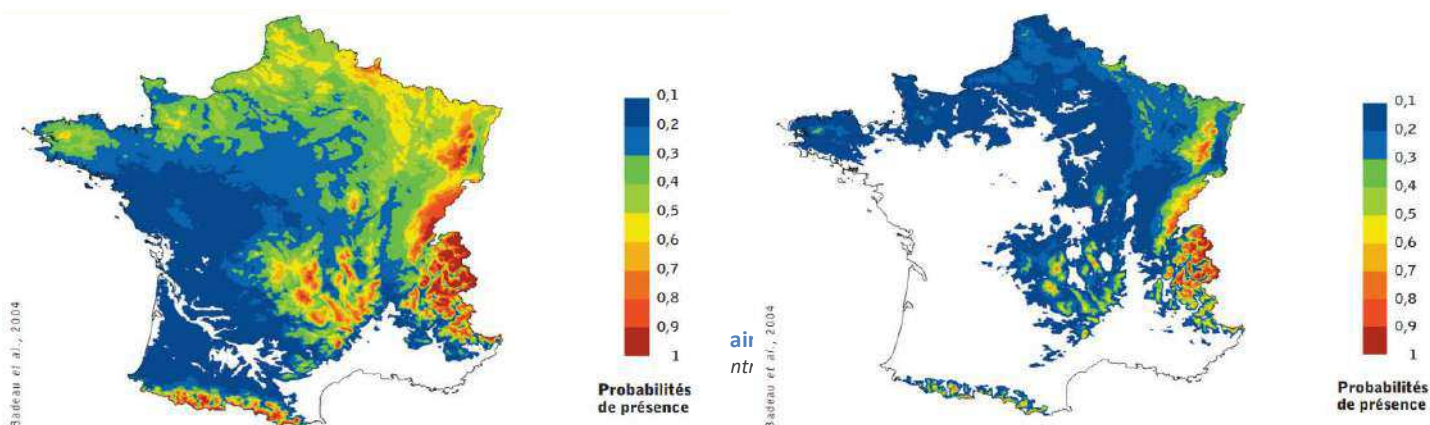 0,1
0,2
0,3
0,4
0,5
0,6
0,7
0,8
0,9
1
Probabilités
de présence
Badeau et al., 2004
0,1
0,2
0,3
0,4
0,5
0,6
0,7
0,8
0,9
1
Probabilités
de présence
Badeau et al., 2004
air
ntr